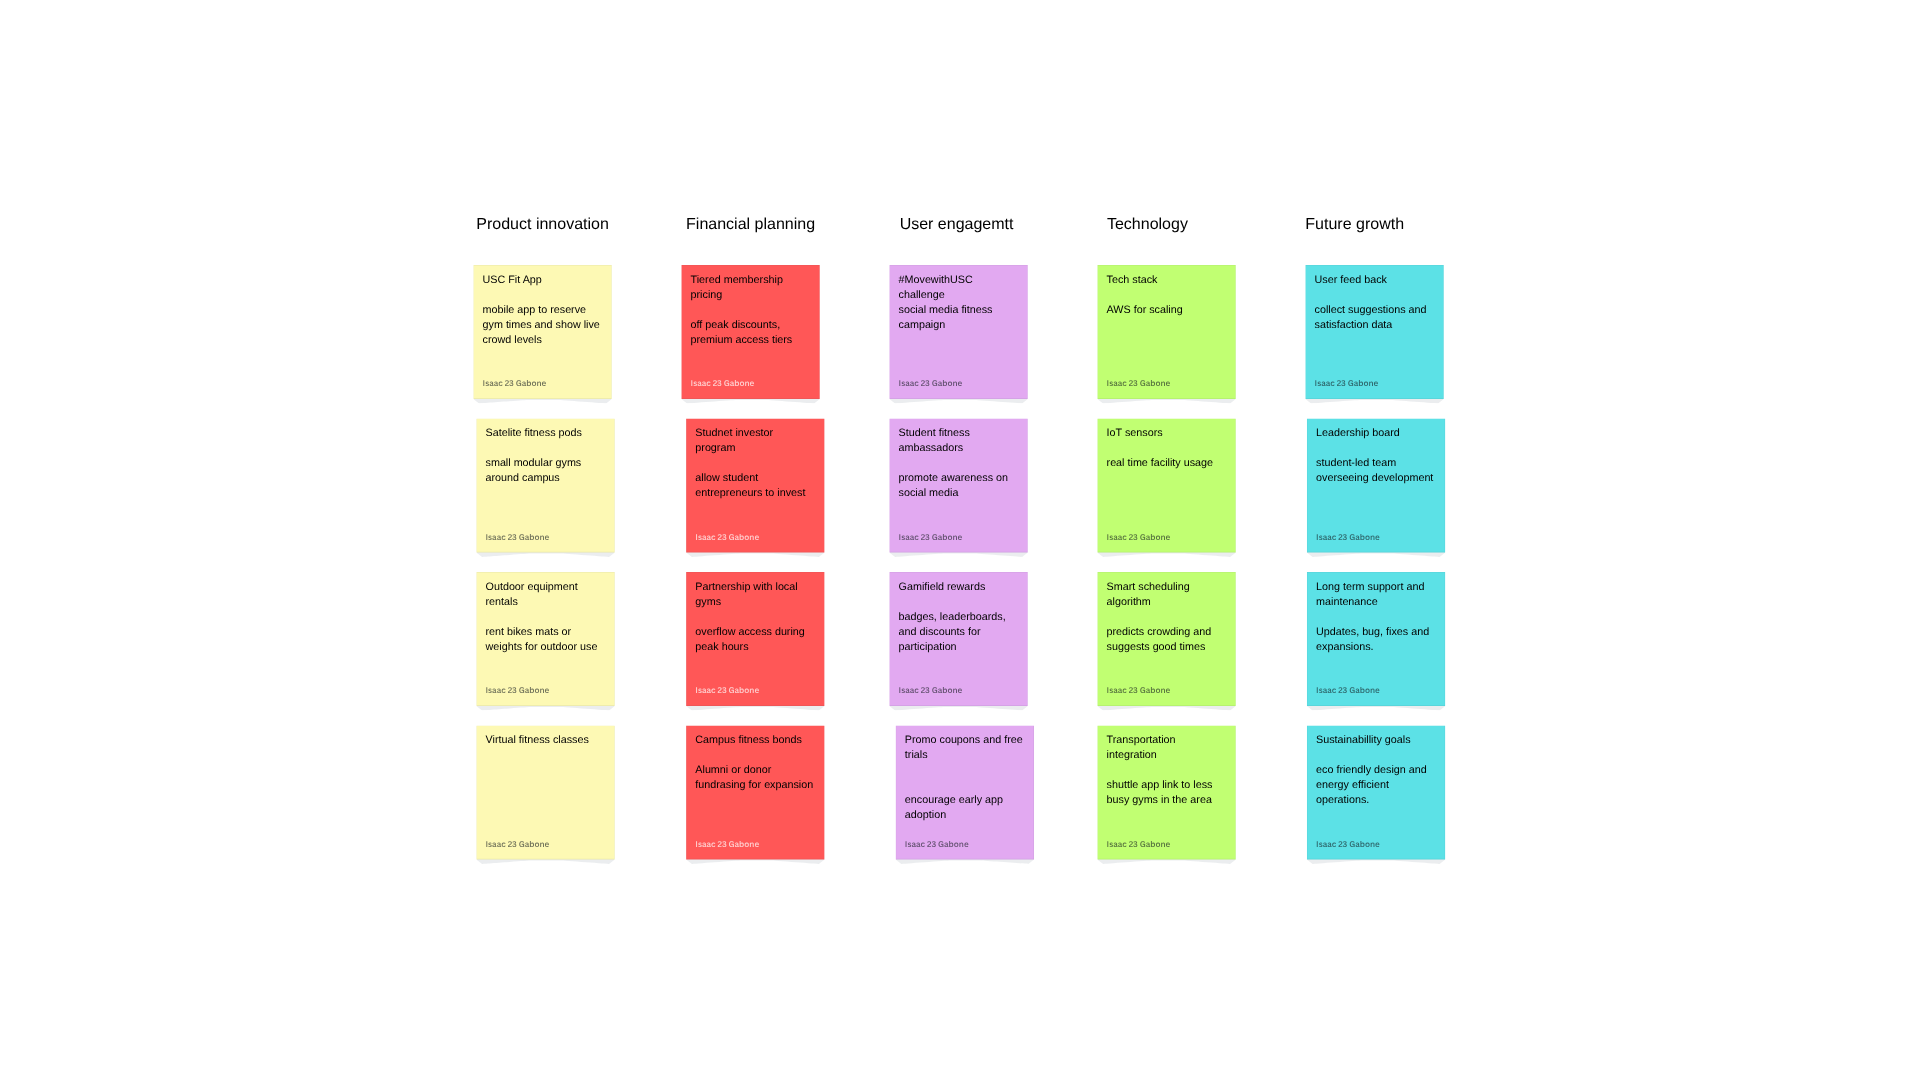 Product innovation
Financial planning
User engagemtt
Technology
Future growth
USC Fit App
mobile app to reserve
gym times and show live
crowd levels
Isaac 23 Gabone
Tiered membership
pricing
off peak discounts,
premium access tiers
Isaac 23 Gabone
#MovewithUSC
challenge
social media fitness
campaign
Isaac 23 Gabone
Tech stack
AWS for scaling
Isaac 23 Gabone
User feed back
collect suggestions and
satisfaction data
Isaac 23 Gabone
Satelite fitness pods
small modular gyms
around campus
Isaac 23 Gabone
Studnet investor
program
allow student
entrepreneurs to invest
Isaac 23 Gabone
Student fitness
ambassadors
promote awareness on
social media
Isaac 23 Gabone
IoT sensors
real time facility usage
Isaac 23 Gabone
Leadership board
student-led team
overseeing development
Isaac 23 Gabone
Outdoor equipment
rentals
rent bikes mats or
weights for outdoor use
Isaac 23 Gabone
Partnership with local
gyms
overflow access during
peak hours
Isaac 23 Gabone
Gamifield rewards
badges, leaderboards,
and discounts for
participation
Isaac 23 Gabone
Smart scheduling
algorithm
predicts crowding and
suggests good times
Isaac 23 Gabone
Long term support and
maintenance
Updates, bug, fixes and
expansions.
Isaac 23 Gabone
Virtual fitness classes
Isaac 23 Gabone
Campus fitness bonds
Alumni or donor
fundrasing for expansion
Isaac 23 Gabone
Promo coupons and free
trials
encourage early app
adoption
Isaac 23 Gabone
Transportation
integration
shuttle app link to less
busy gyms in the area
Isaac 23 Gabone
Sustainabillity goals
eco friendly design and
energy efficient
operations.
Isaac 23 Gabone